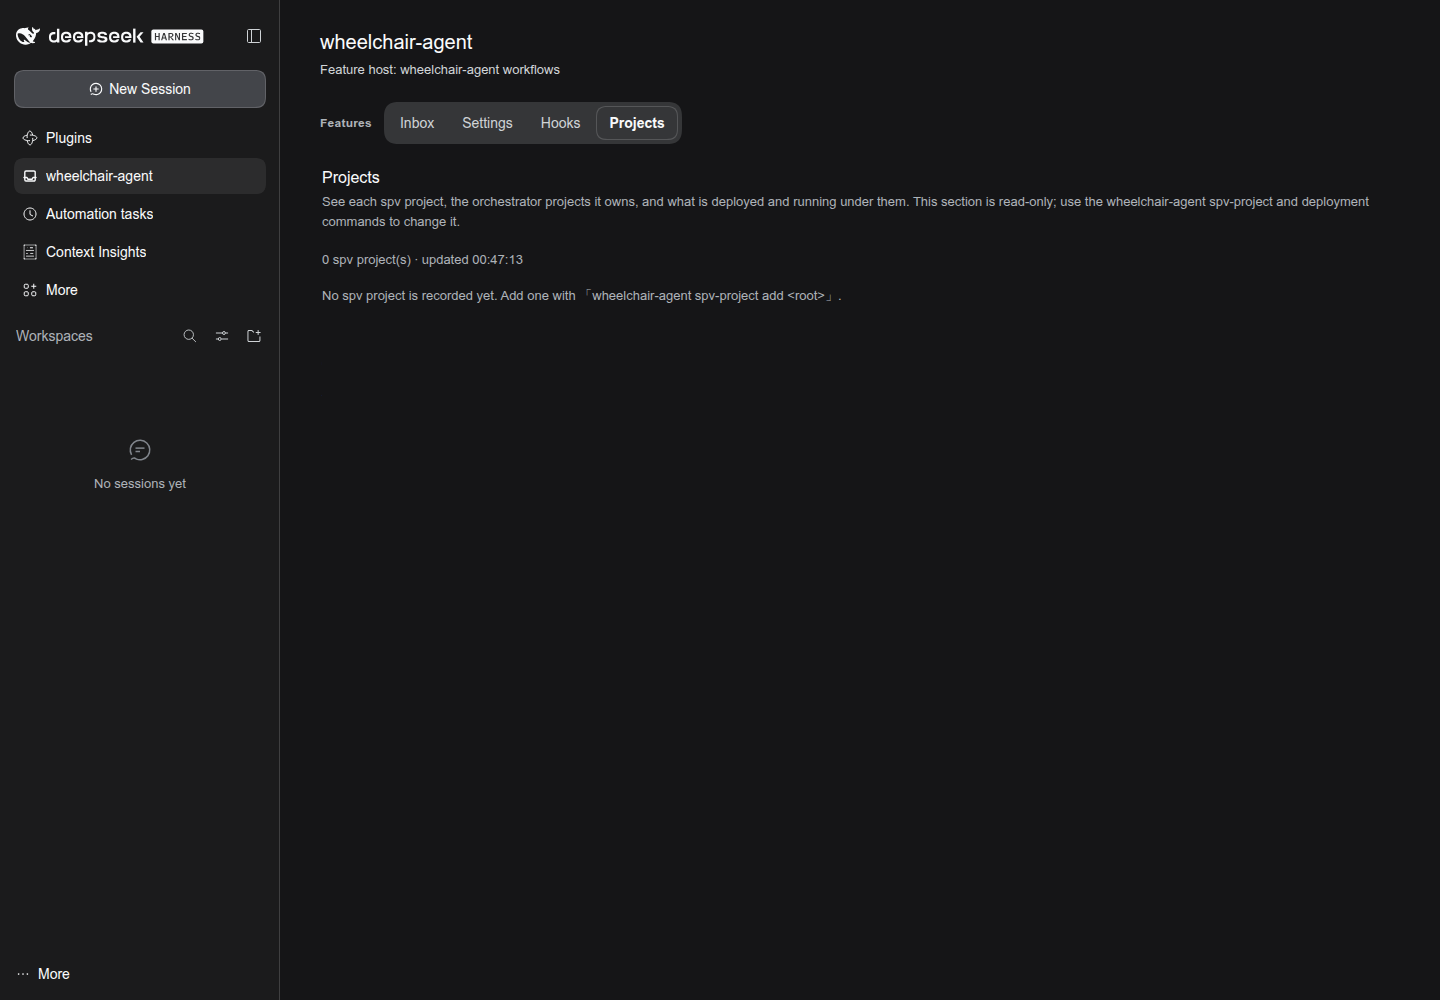 deepseek HARNESS
New Session
Plugins
wheelchair-agent
Automation tasks
Context Insights
More
Workspaces
No sessions yet
More
wheelchair-agent
Feature host: wheelchair-agent workflows
Features Inbox Settings Hooks Projects
Projects
See each spv project, the orchestrator projects it owns, and what is deployed and running under them. This section is read-only; use the wheelchair-agent spv-project and deployment
commands to change it.
0 spv project(s) · updated 00:47:13
No spv project is recorded yet. Add one with 「wheelchair-agent spv-project add <root>」.